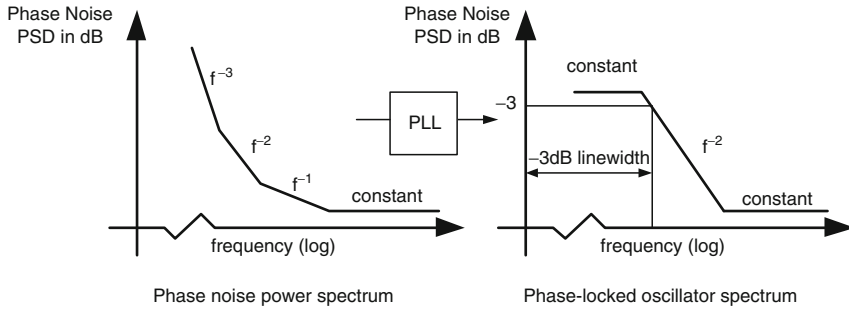 Phase Noise
PSD in dB
f⁻³
f⁻²
f⁻¹
constant
frequency (log)
Phase noise power spectrum
PLL
Phase Noise
PSD in dB
constant
−3
−3dB linewidth
f⁻²
constant
frequency (log)
Phase-locked oscillator spectrum